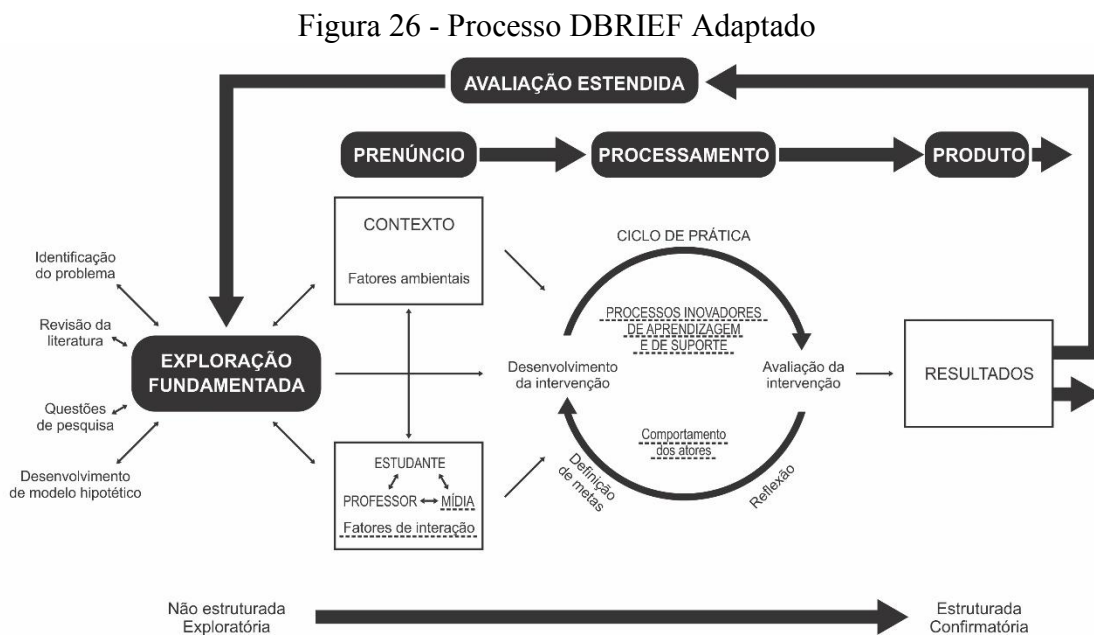 Figura 26 - Processo DBRIEF Adaptado
AVALIAÇÃO ESTENDIDA
PRENÚNCIO
PROCESSAMENTO
PRODUTO
Identificação
do problema
Revisão da
literatura
Questões
de pesquisa
Desenvolvimento
de modelo hipotético
EXPLORAÇÃO
FUNDAMENTADA
CONTEXTO
Fatores ambientais
ESTUDANTE
PROFESSOR
MÍDIA
Fatores de interação
CICLO DE PRÁTICA
PROCESSOS INOVADORES
DE APRENDIZAGEM
E DE SUPORTE
Desenvolvimento
da intervenção
Avaliação da
intervenção
Comportamento
dos atores
Definição
de metas
Reflexão
RESULTADOS
Não estruturada
Exploratória
Estruturada
Confirmatória